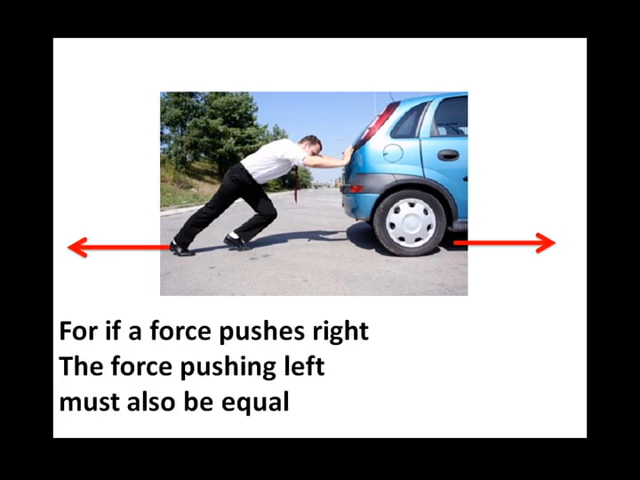 For if a force pushes right
The force pushing left
must also be equal